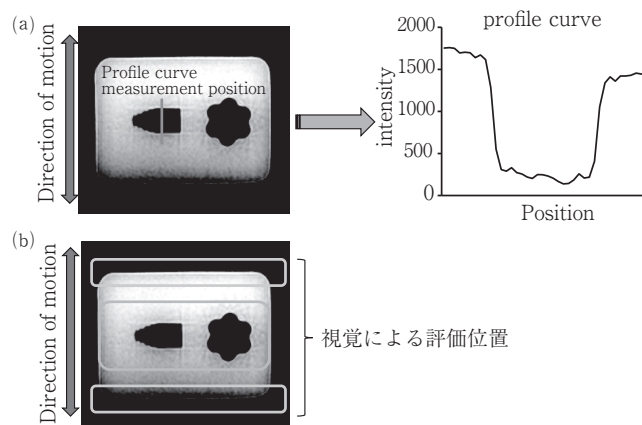 (a)
Direction of motion
Profile curve
measurement position
profile curve
intensity
2000
1500
1000
500
0
Position
(b)
Direction of motion
視覚による評価位置